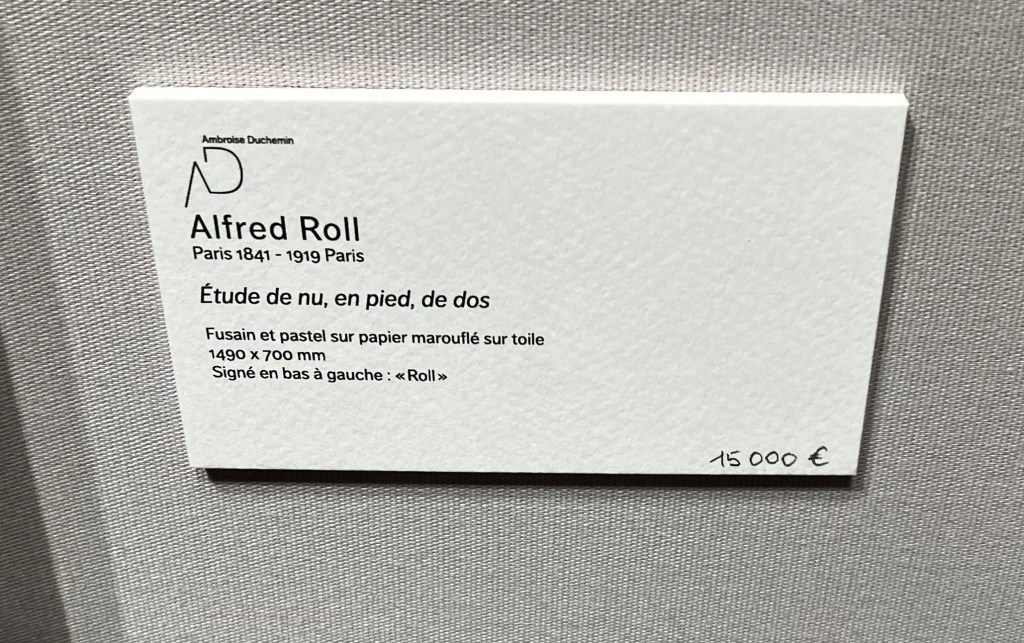 Ambroise Duchemin
AD
Alfred Roll
Paris 1841 - 1919 Paris
Étude de nu, en pied, de dos
Fusain et pastel sur papier marouflé sur toile
1490 x 700 mm
Signé en bas à gauche : «Roll»
15 000 €